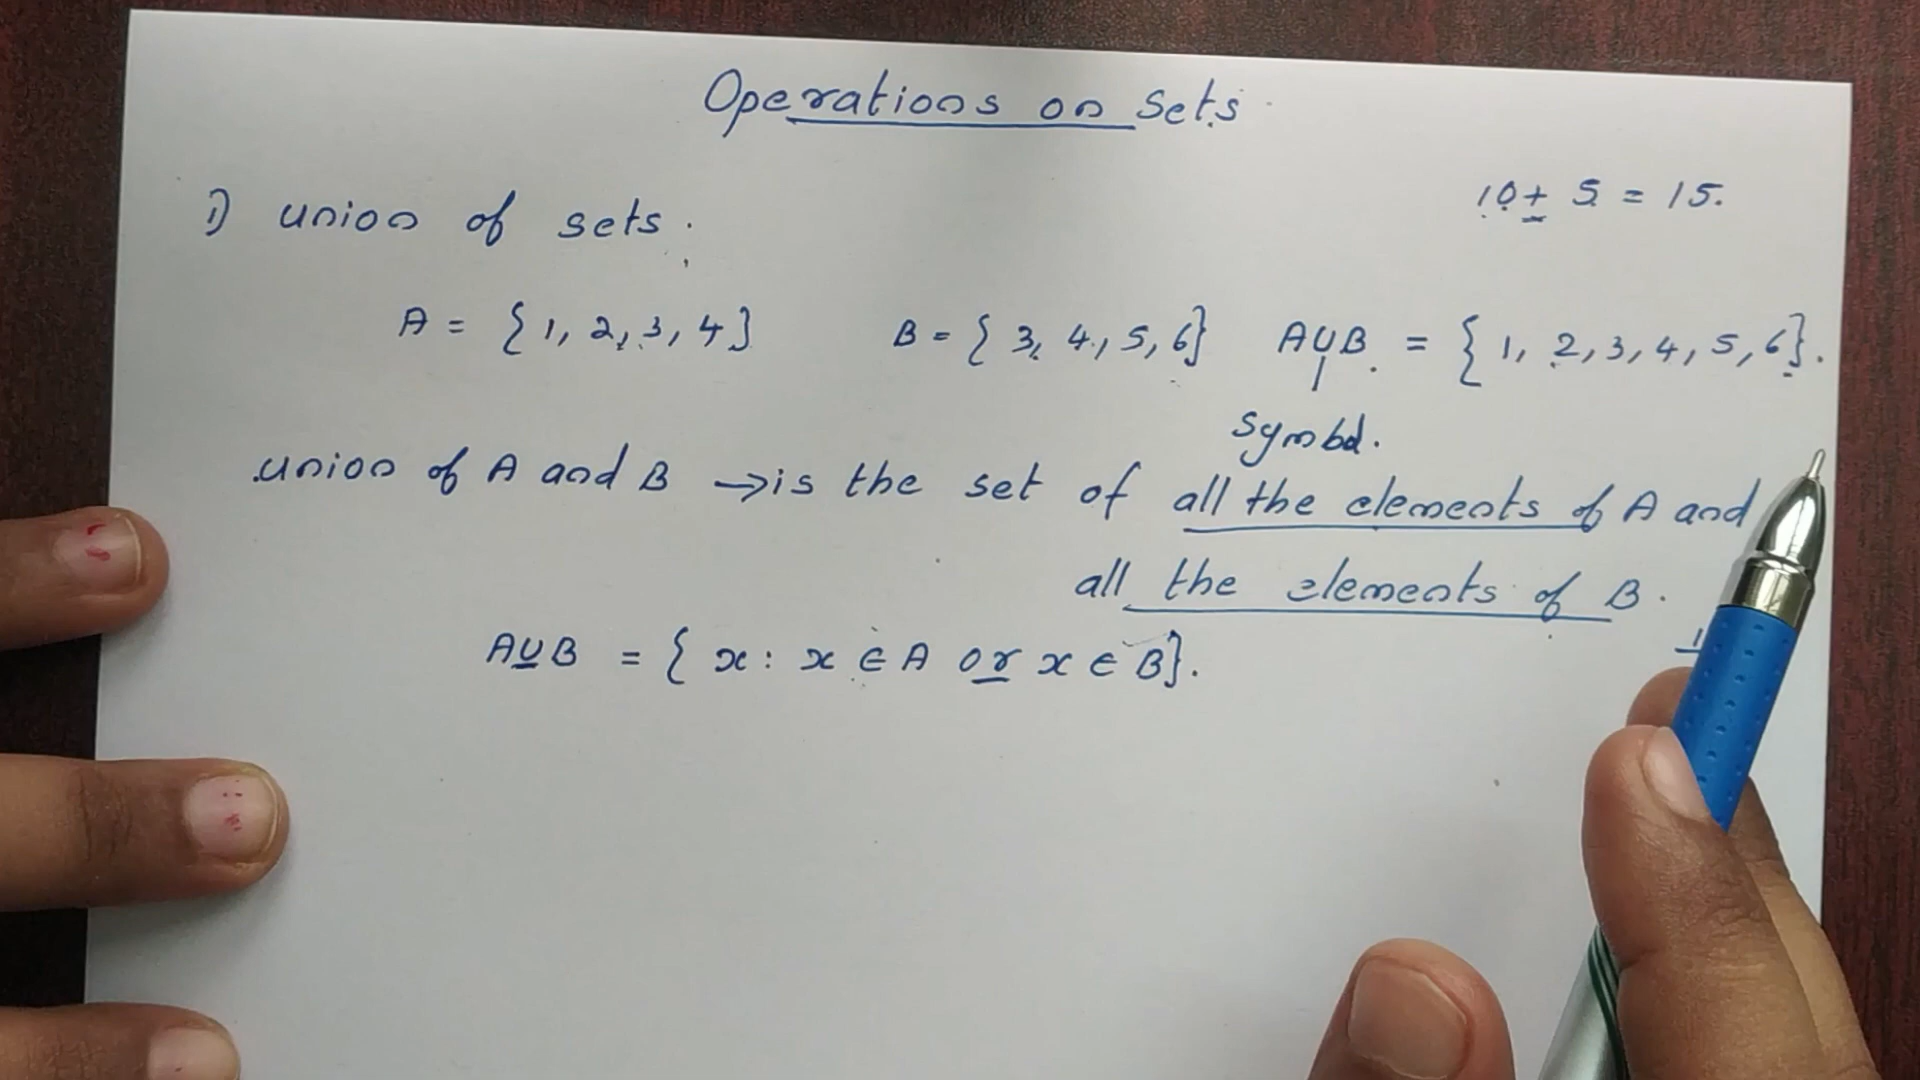 Operations on Sets
i) union of sets.
10 + 5 = 15.
A = {1, 2, 3, 4} B = {3, 4, 5, 6} A∪B = {1, 2, 3, 4, 5, 6}.
Symbol.
union of A and B → is the set of all the elements of A and
all the elements of B.
A∪B = {x : x ∈ A or x ∈ B}.